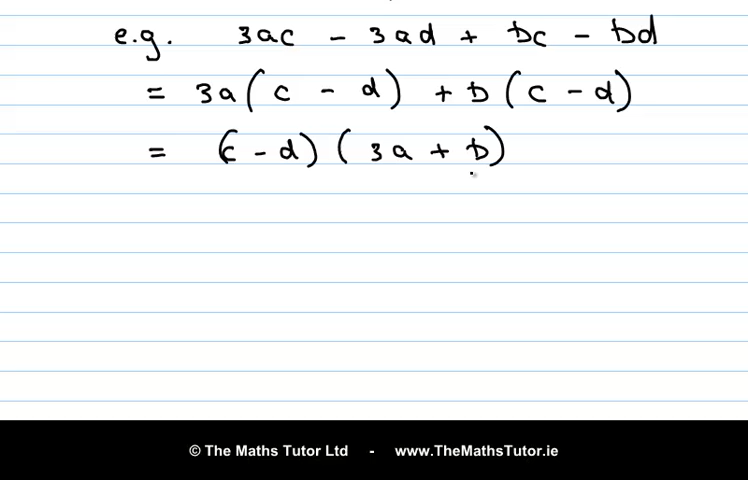 e.g. 3ac - 3ad + bc - bd
= 3a(c - d) + b(c - d)
= (c - d)(3a + b)
© The Maths Tutor Ltd - www.TheMathsTutor.ie